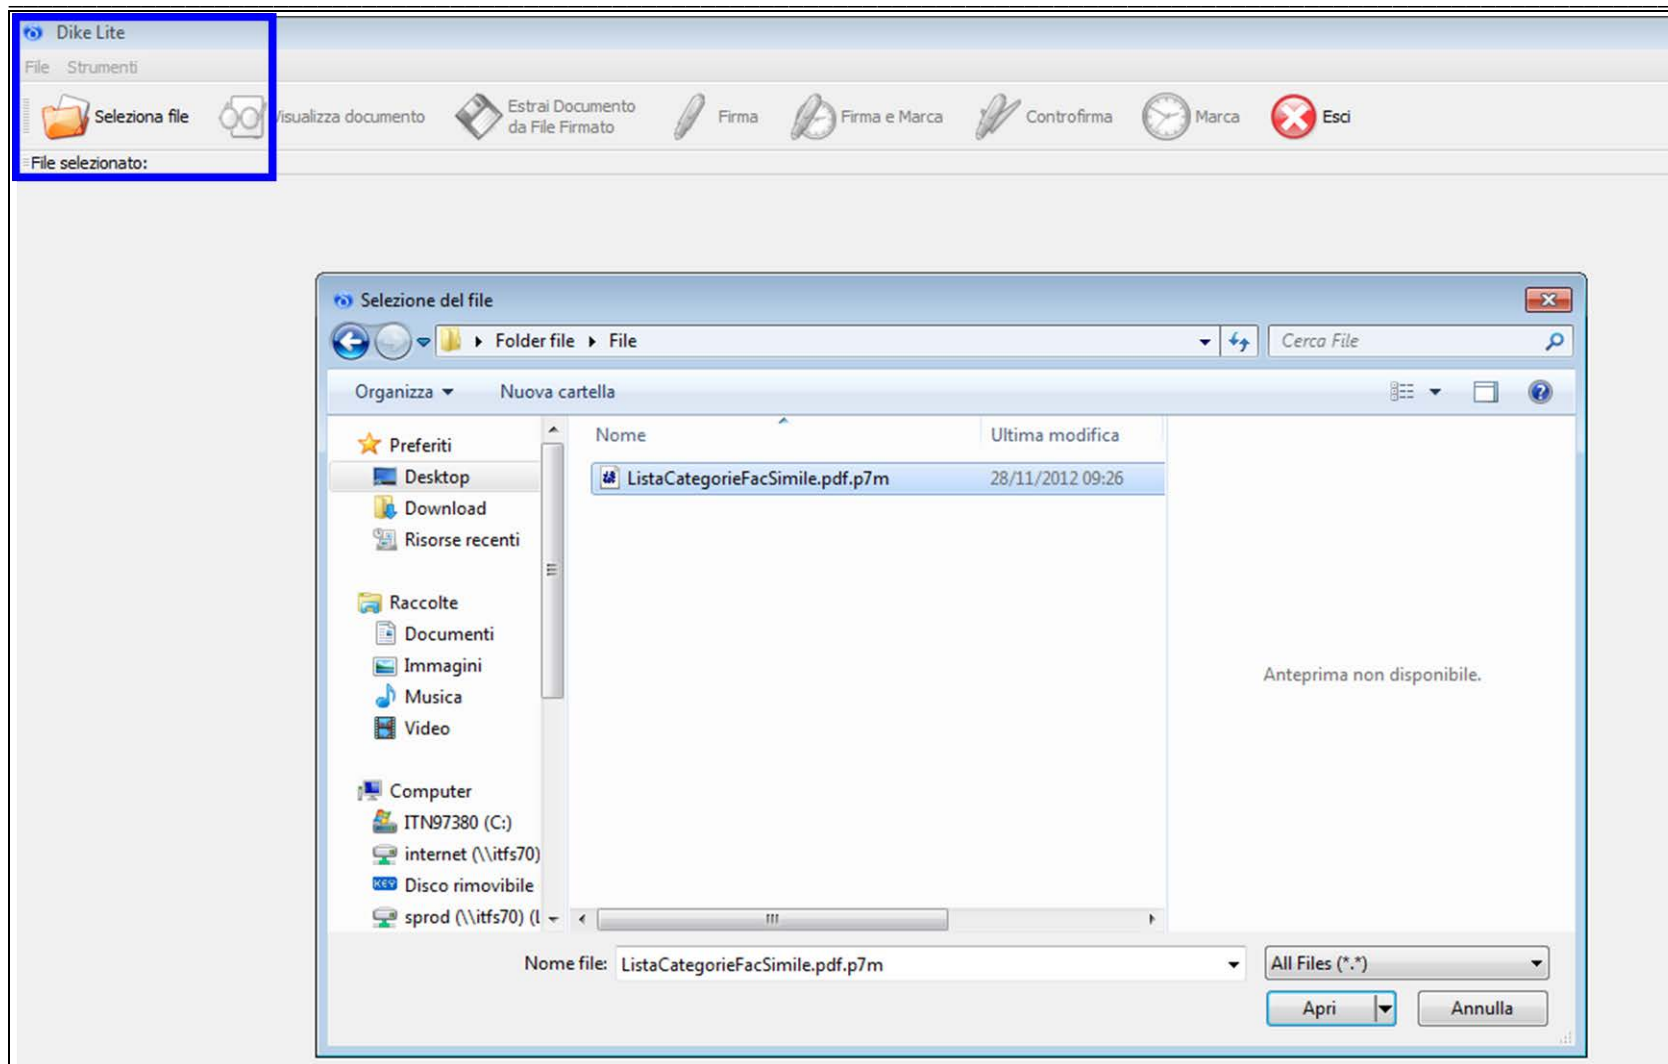 Dike Lite
File Strumenti
Seleziona file
Visualizza documento
Estrai Documento
da File Firmato
Firma
Firma e Marca
Controfirma
Marca
Esci
File selezionato:
Selezione del file
Folder file File
Cerca File
Organizza Nuova cartella
Nome Ultima modifica
Preferiti
Desktop
ListaCategorieFacSimile.pdf.p7m 28/11/2012 09:26
Download
Risorse recenti
Raccolte
Documenti
Immagini
Anteprima non disponibile.
Musica
Video
Computer
ITN97380 (C:)
internet (\\itfs70)
KEY Disco rimovibile
sprod (\\itfs70) (
Nome file: ListaCategorieFacSimile.pdf.p7m All Files (*.*)
Apri Annulla